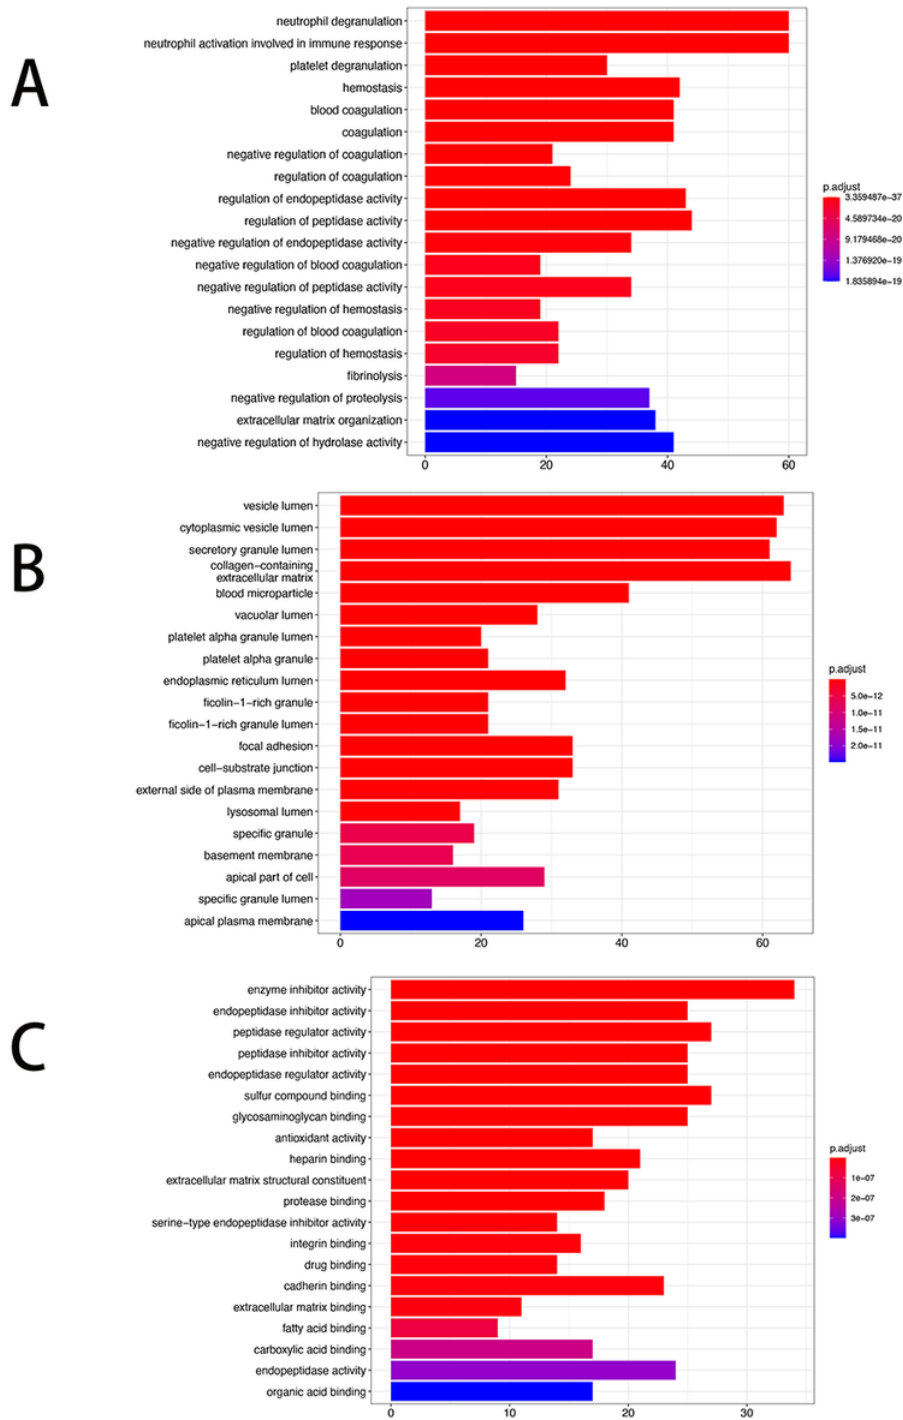 A
neutrophil degranulation
neutrophil activation involved in immune response
platelet degranulation
hemostasis
blood coagulation
coagulation
negative regulation of coagulation
regulation of coagulation
regulation of endopeptidase activity
regulation of peptidase activity
negative regulation of endopeptidase activity
negative regulation of blood coagulation
negative regulation of peptidase activity
negative regulation of hemostasis
regulation of blood coagulation
regulation of hemostasis
fibrinolysis
negative regulation of proteolysis
extracellular matrix organization
negative regulation of hydrolase activity
0 20 40 60
p.adjust
3.359487e−37
4.589734e−20
9.179468e−20
1.376920e−19
1.835894e−19
B
vesicle lumen
cytoplasmic vesicle lumen
secretory granule lumen
collagen−containing
extracellular matrix
blood microparticle
vacuolar lumen
platelet alpha granule lumen
platelet alpha granule
endoplasmic reticulum lumen
ficolin−1−rich granule
ficolin−1−rich granule lumen
focal adhesion
cell−substrate junction
external side of plasma membrane
lysosomal lumen
specific granule
basement membrane
apical part of cell
specific granule lumen
apical plasma membrane
0 20 40 60
p.adjust
5.0e−12
1.0e−11
1.5e−11
2.0e−11
C
enzyme inhibitor activity
endopeptidase inhibitor activity
peptidase regulator activity
peptidase inhibitor activity
endopeptidase regulator activity
sulfur compound binding
glycosaminoglycan binding
antioxidant activity
heparin binding
extracellular matrix structural constituent
protease binding
serine−type endopeptidase inhibitor activity
integrin binding
drug binding
cadherin binding
extracellular matrix binding
fatty acid binding
carboxylic acid binding
endopeptidase activity
organic acid binding
0 10 20 30
p.adjust
1e−07
2e−07
3e−07